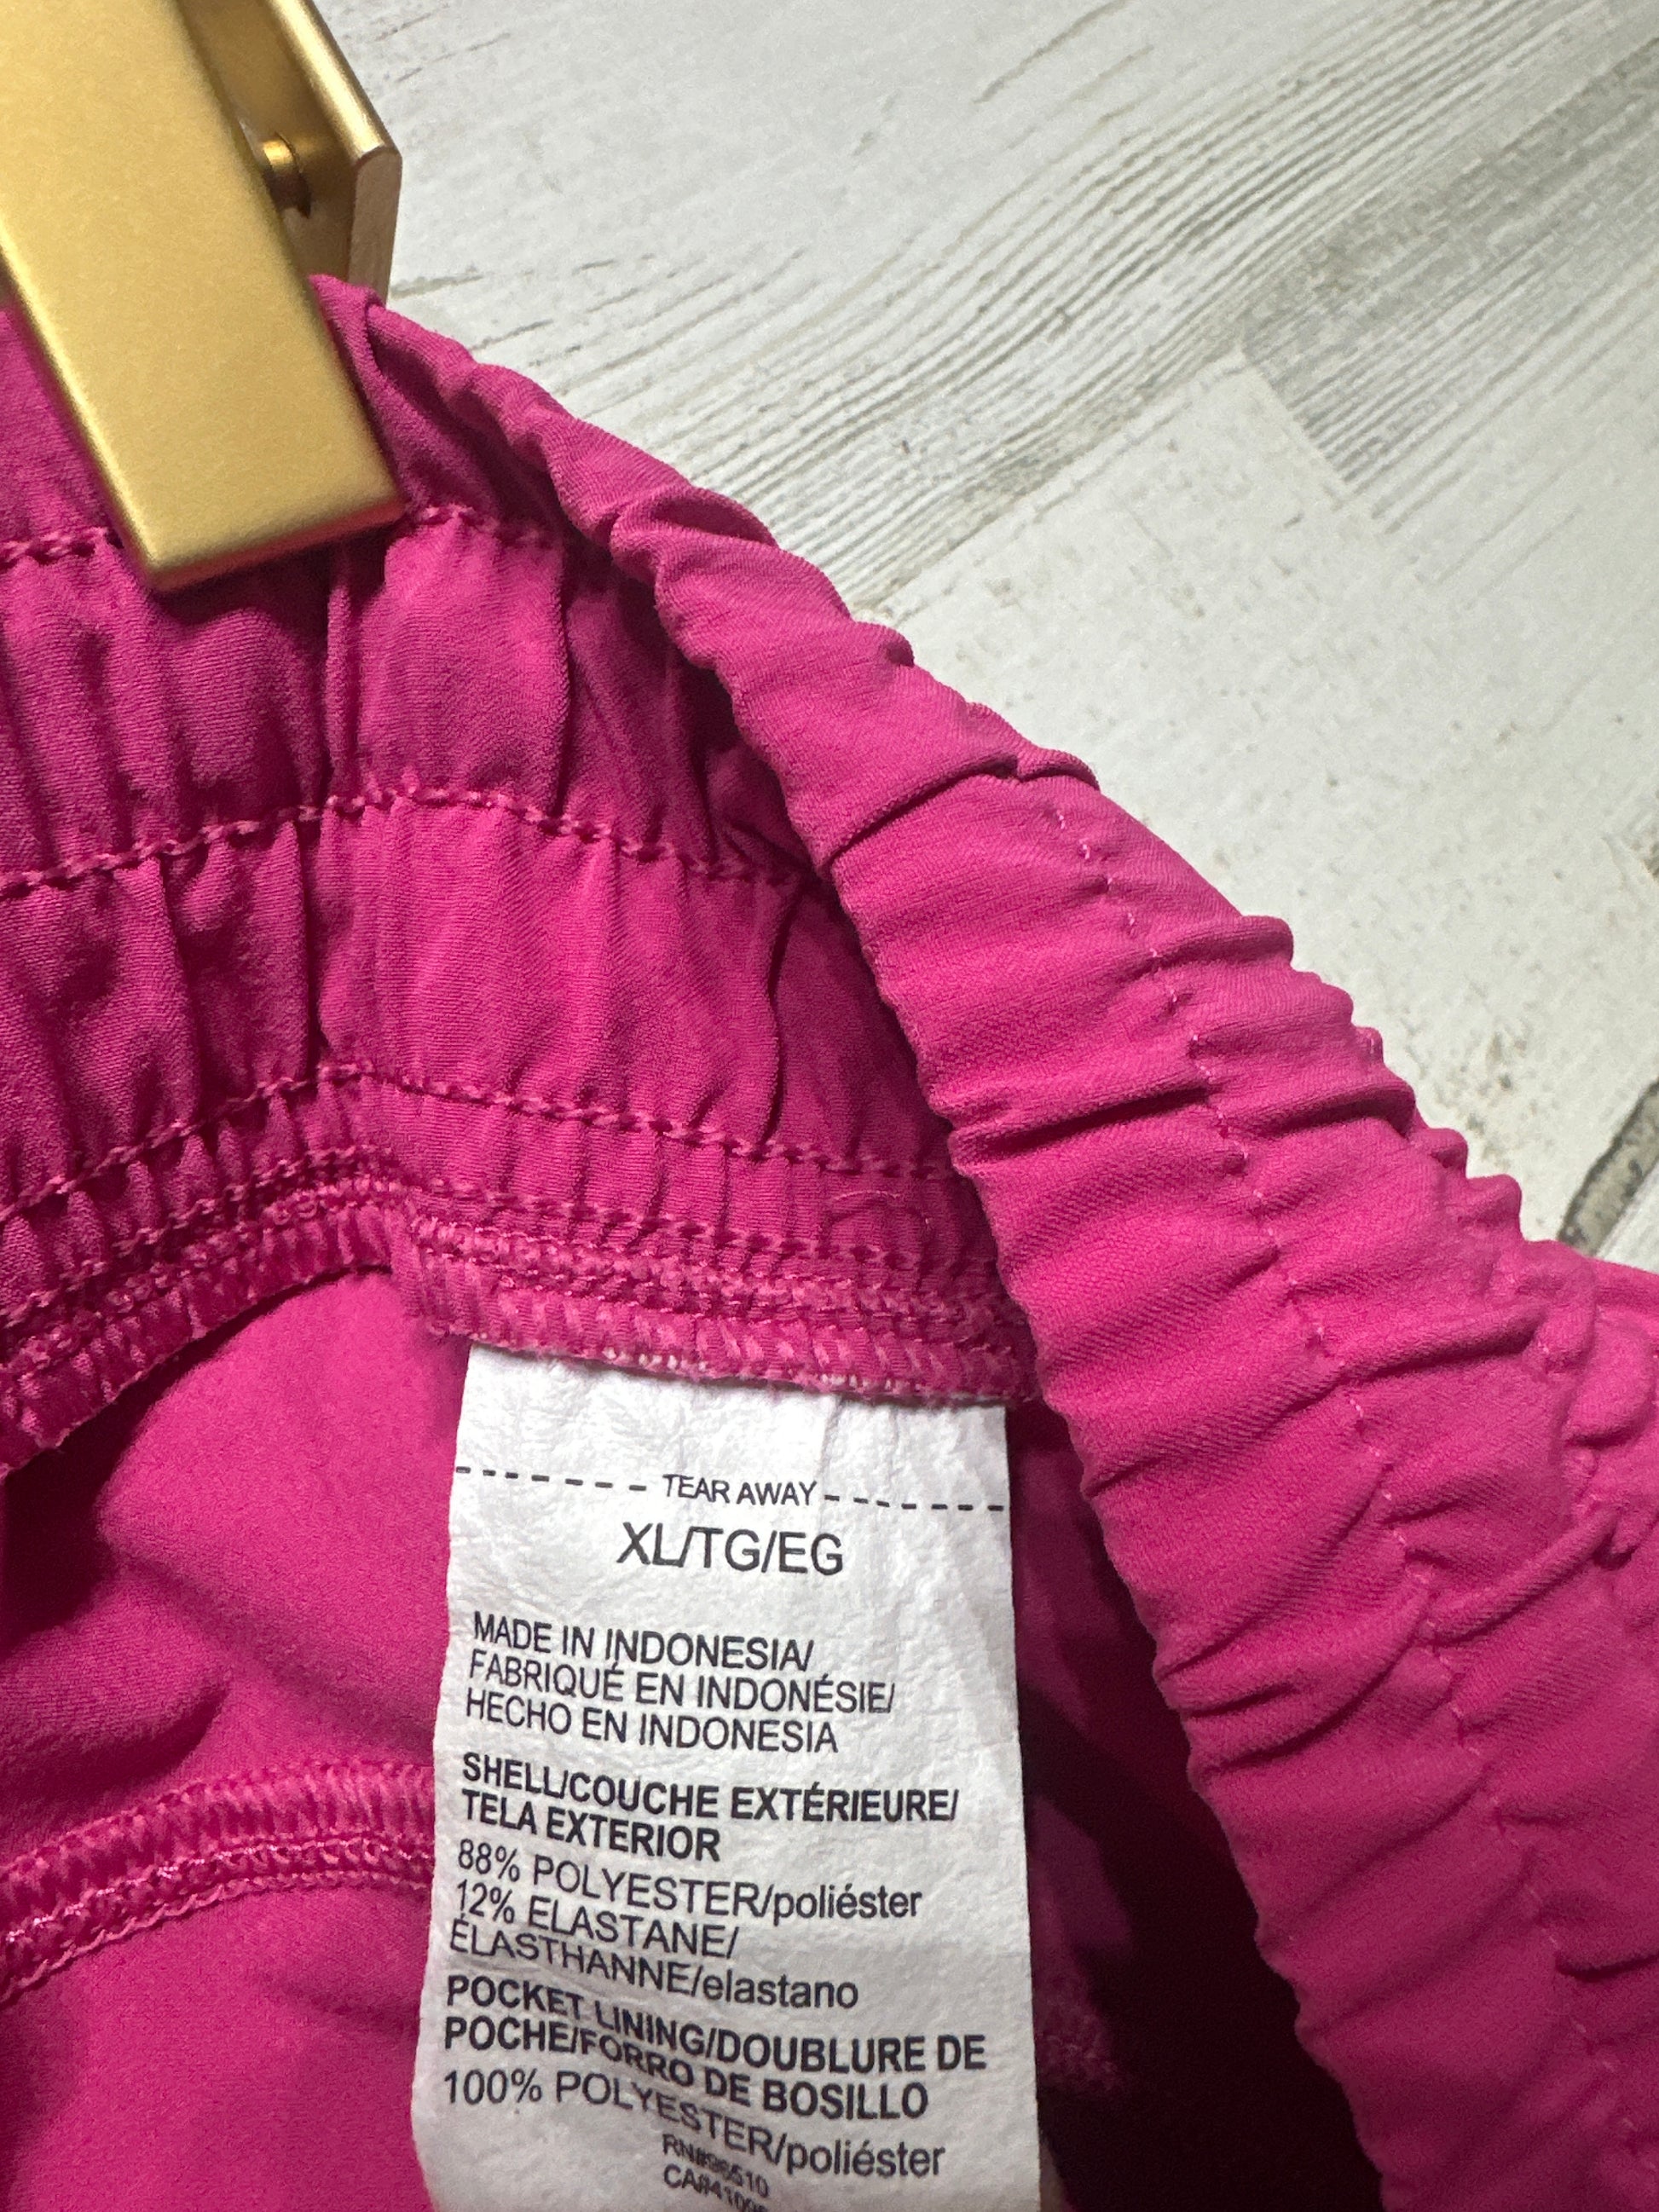 TEAR AWAY
XL/TG/EG
MADE IN INDONESIA/
FABRIQUÉ EN INDONÉSIE/
HECHO EN INDONESIA
SHELL/COUCHE EXTÉRIEURE/
TELA EXTERIOR
88% POLYESTER/poliéster
12% ELASTANE/
ÉLASTHANNE/elastano
POCKET LINING/DOUBLURE DE
POCHE/FORRO DE BOSILLO
100% POLYESTER/poliéster